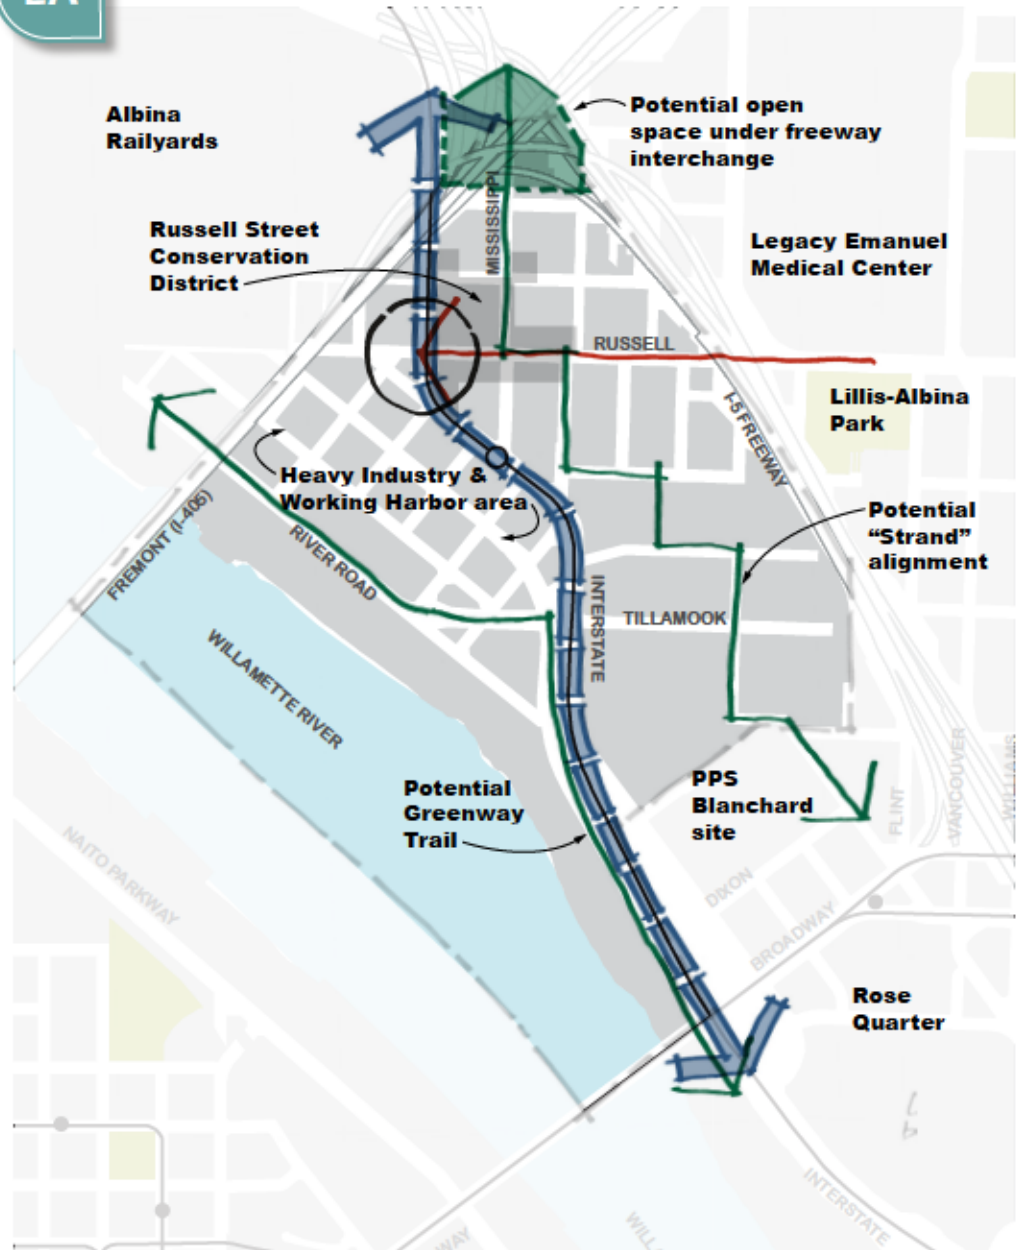 LA
Albina
Railyards
Potential open
space under freeway
interchange
MISSISSIPPI
Russell Street
Conservation
District
Legacy Emanuel
Medical Center
RUSSELL
I-5 FREEWAY
Lillis-Albina
Park
Heavy Industry &
Working Harbor area
Potential
“Strand”
alignment
FREMONT (I-405)
RIVER ROAD
INTERSTATE
TILLAMOOK
WILLAMETTE RIVER
Potential
Greenway
Trail
PPS
Blanchard
site
FLINT
VANCOUVER
WILLIAMS
NAITO PARKWAY
DIXON
BROADWAY
Rose
Quarter
INTERSTATE